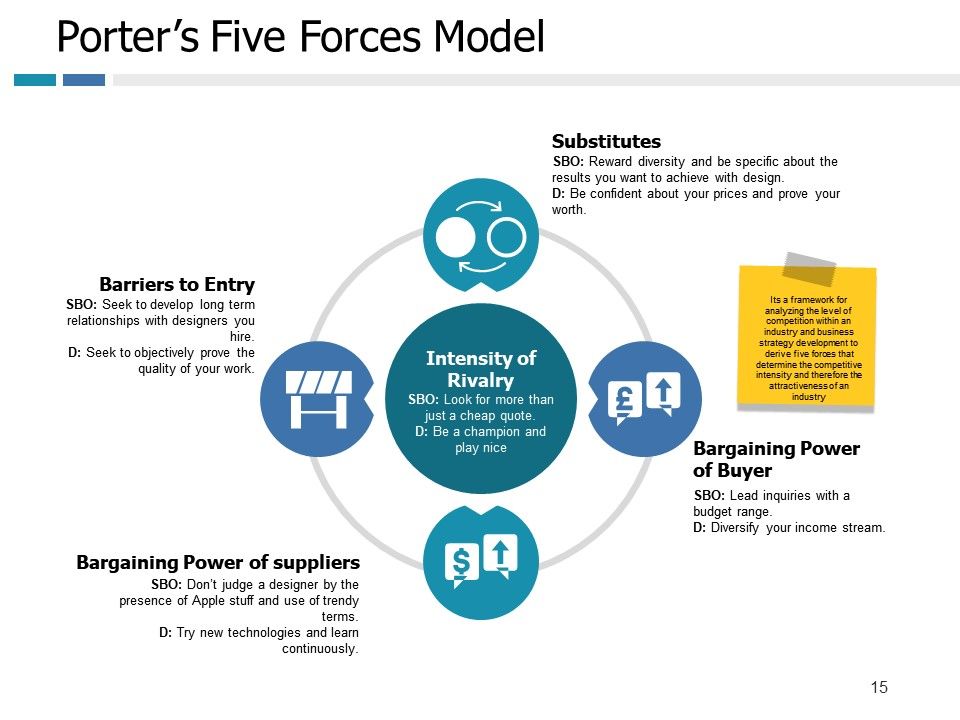 Porter’s Five Forces Model
Substitutes
SBO: Reward diversity and be specific about the
results you want to achieve with design.
D: Be confident about your prices and prove your
worth.
Barriers to Entry
SBO: Seek to develop long term
relationships with designers you
hire.
D: Seek to objectively prove the
quality of your work.
Intensity of
Rivalry
SBO: Look for more than
just a cheap quote.
D: Be a champion and
play nice
£
Its a framework for
analyzing the level of
competition within an
industry and business
strategy development to
derive five forces that
determine the competitive
intensity and therefore the
attractiveness of an
industry
Bargaining Power
of Buyer
SBO: Lead inquiries with a
budget range.
D: Diversify your income stream.
$
Bargaining Power of suppliers
SBO: Don’t judge a designer by the
presence of Apple stuff and use of trendy
terms.
D: Try new technologies and learn
continuously.
15